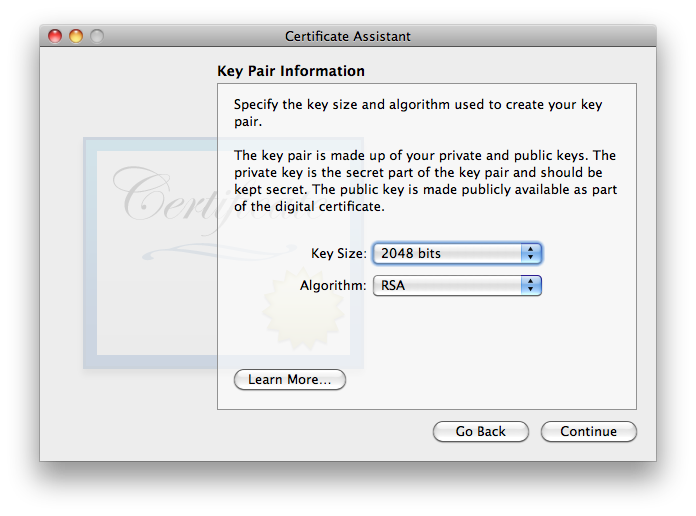 Certificate Assistant
Key Pair Information
Specify the key size and algorithm used to create your key
pair.
The key pair is made up of your private and public keys. The
private key is the secret part of the key pair and should be
kept secret. The public key is made publicly available as part
of the digital certificate.
Certificate
Key Size: 2048 bits
Algorithm: RSA
Learn More...
Go Back Continue